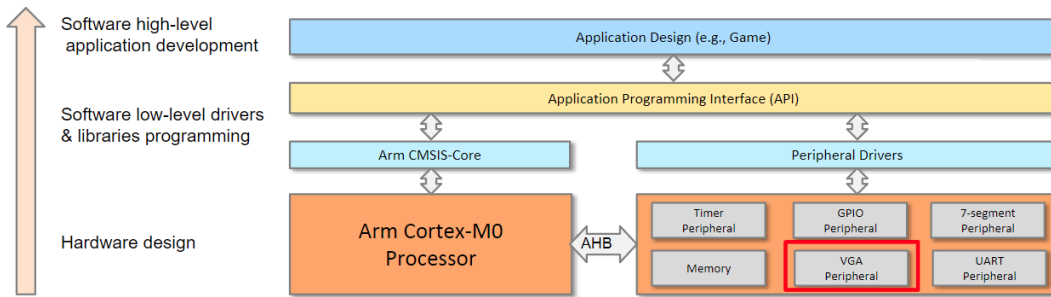 Software high-level
application development
Application Design (e.g., Game)
Application Programming Interface (API)
Software low-level drivers
& libraries programming
Arm CMSIS-Core
Peripheral Drivers
Hardware design
Arm Cortex-M0
Processor
AHB
Timer
Peripheral
GPIO
Peripheral
7-segment
Peripheral
Memory
VGA
Peripheral
UART
Peripheral